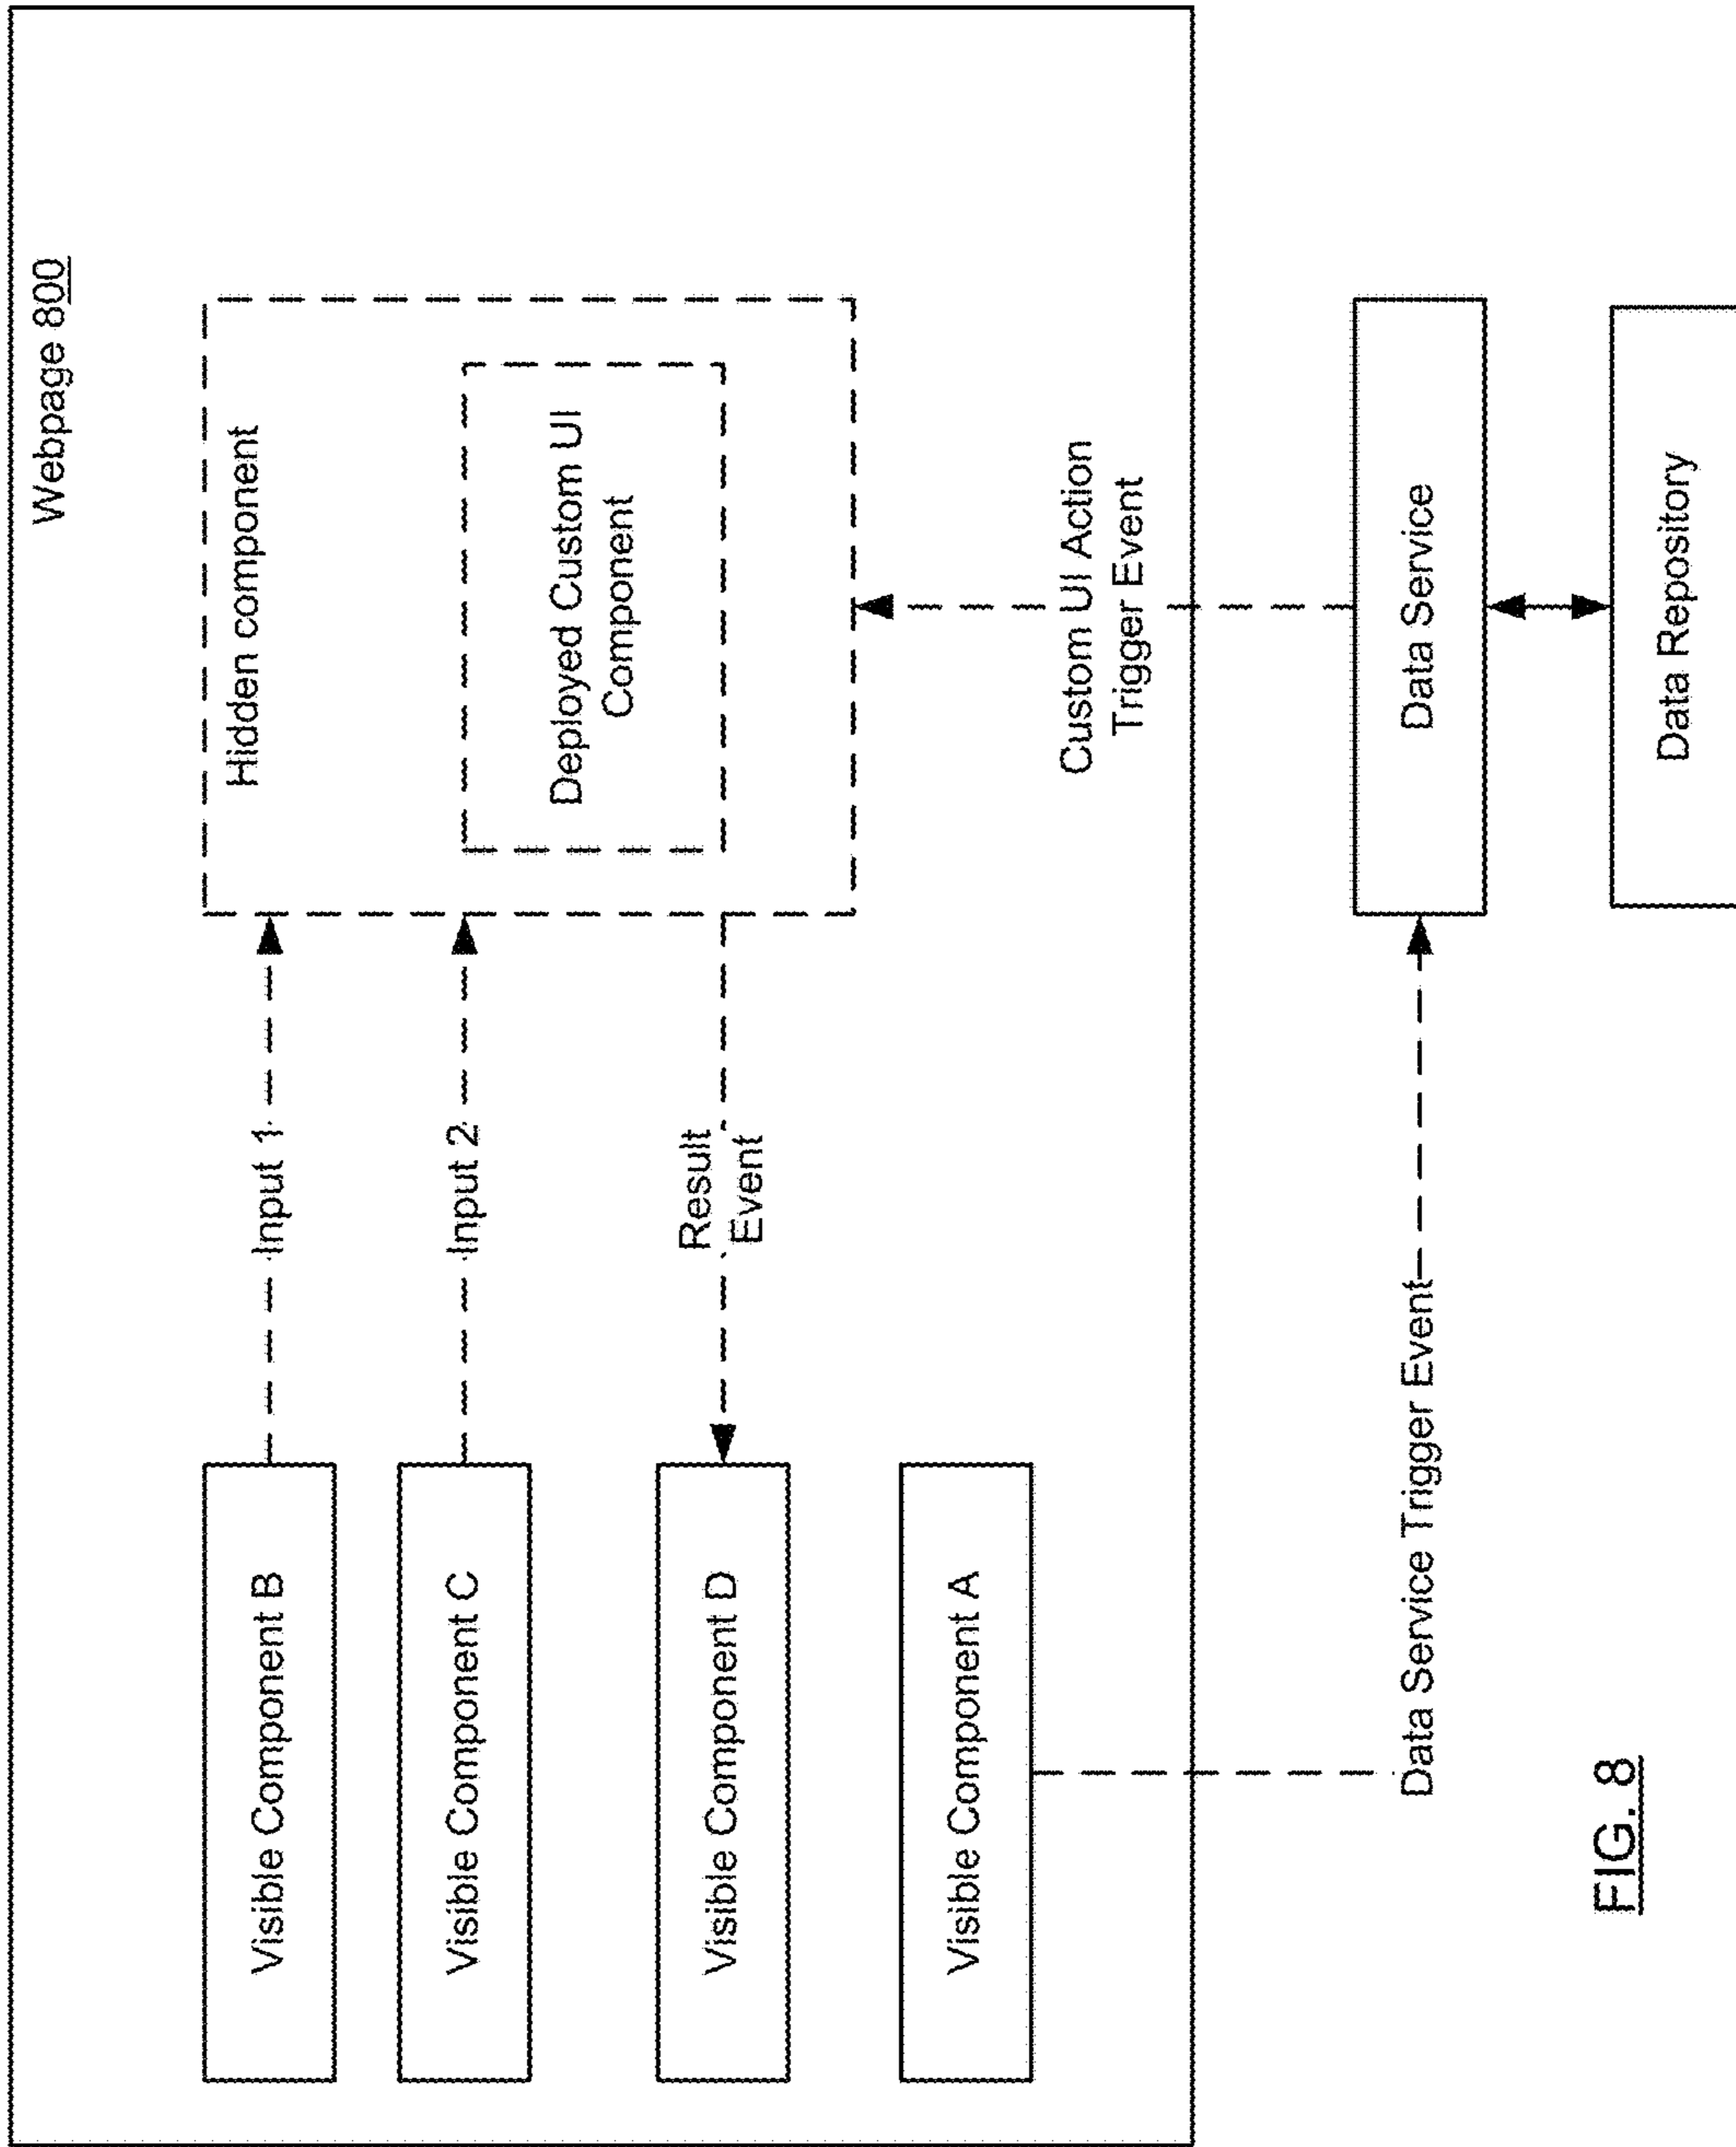 Webpage 800
Visible Component B
Input 1
Hidden component
Visible Component C
Input 2
Deployed Custom UI
Component
Visible Component D
Result
Event
Visible Component A
Custom UI Action
Trigger Event
Data Service Trigger Event
Data Service
Data Repository
FIG. 8